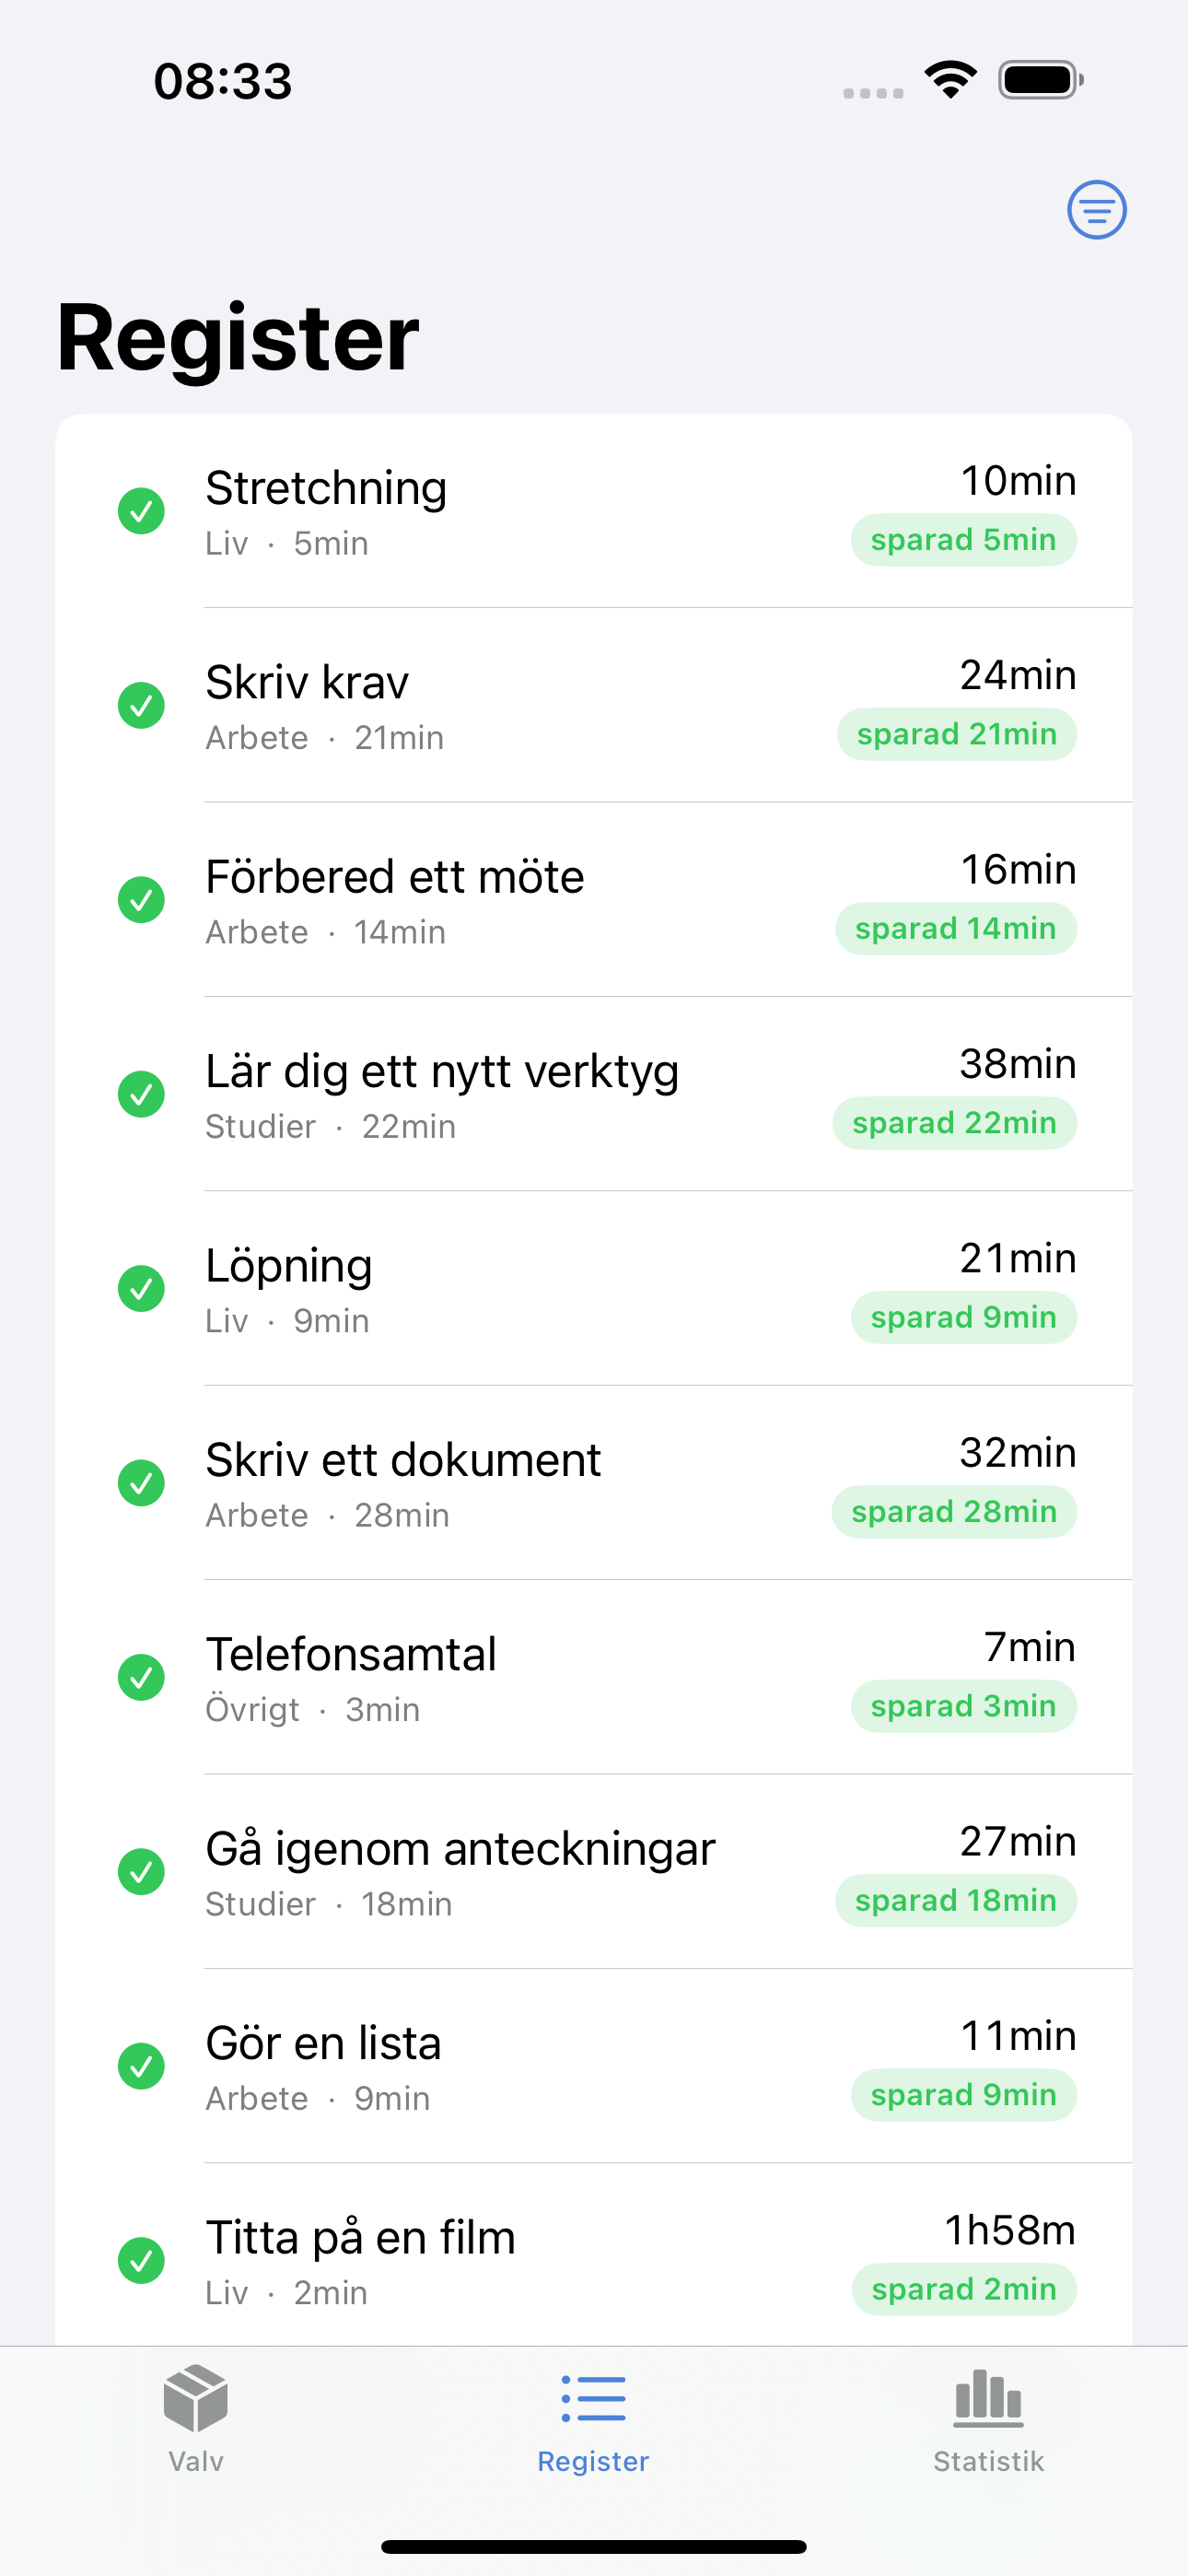 08:33
Register
Stretchning
10min
Liv · 5min
sparad 5min
Skriv krav
24min
Arbete · 21min
sparad 21min
Förbered ett möte
16min
Arbete · 14min
sparad 14min
Lär dig ett nytt verktyg
38min
Studier · 22min
sparad 22min
Löpning
21min
Liv · 9min
sparad 9min
Skriv ett dokument
32min
Arbete · 28min
sparad 28min
Telefonsamtal
7min
Övrigt · 3min
sparad 3min
Gå igenom anteckningar
27min
Studier · 18min
sparad 18min
Gör en lista
11min
Arbete · 9min
sparad 9min
Titta på en film
1h58m
Liv · 2min
sparad 2min
Valv
Register
Statistik